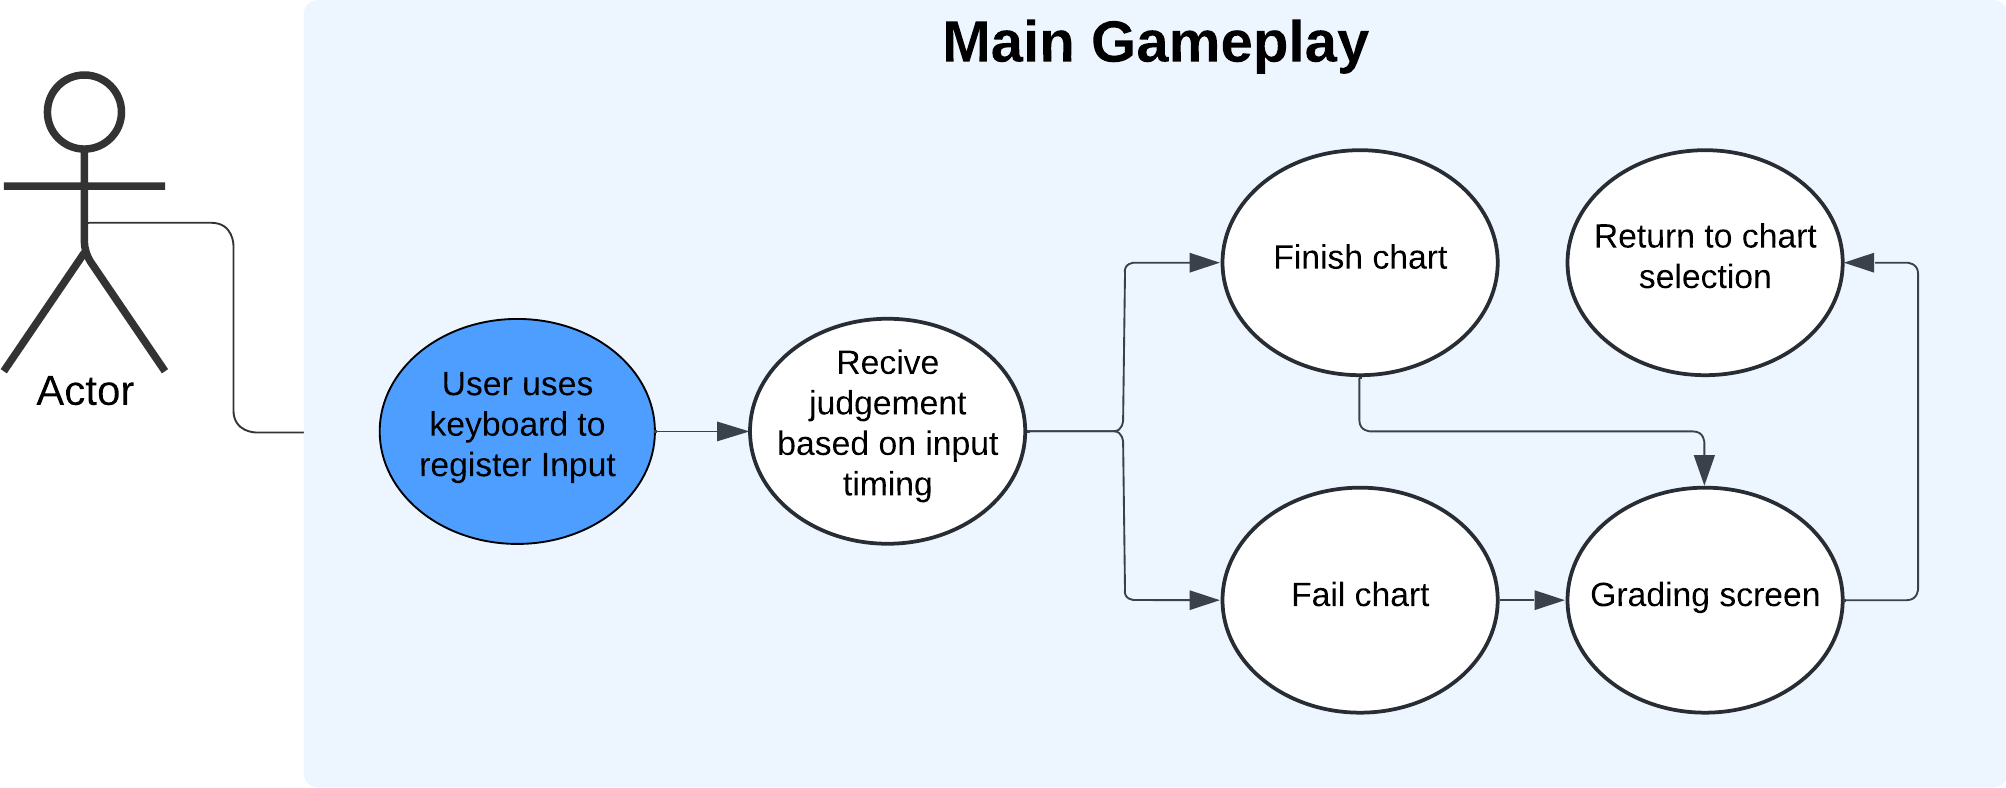 Main Gameplay
Actor
User uses
keyboard to
register Input
Recive
judgement
based on input
timing
Finish chart
Return to chart
selection
Fail chart
Grading screen